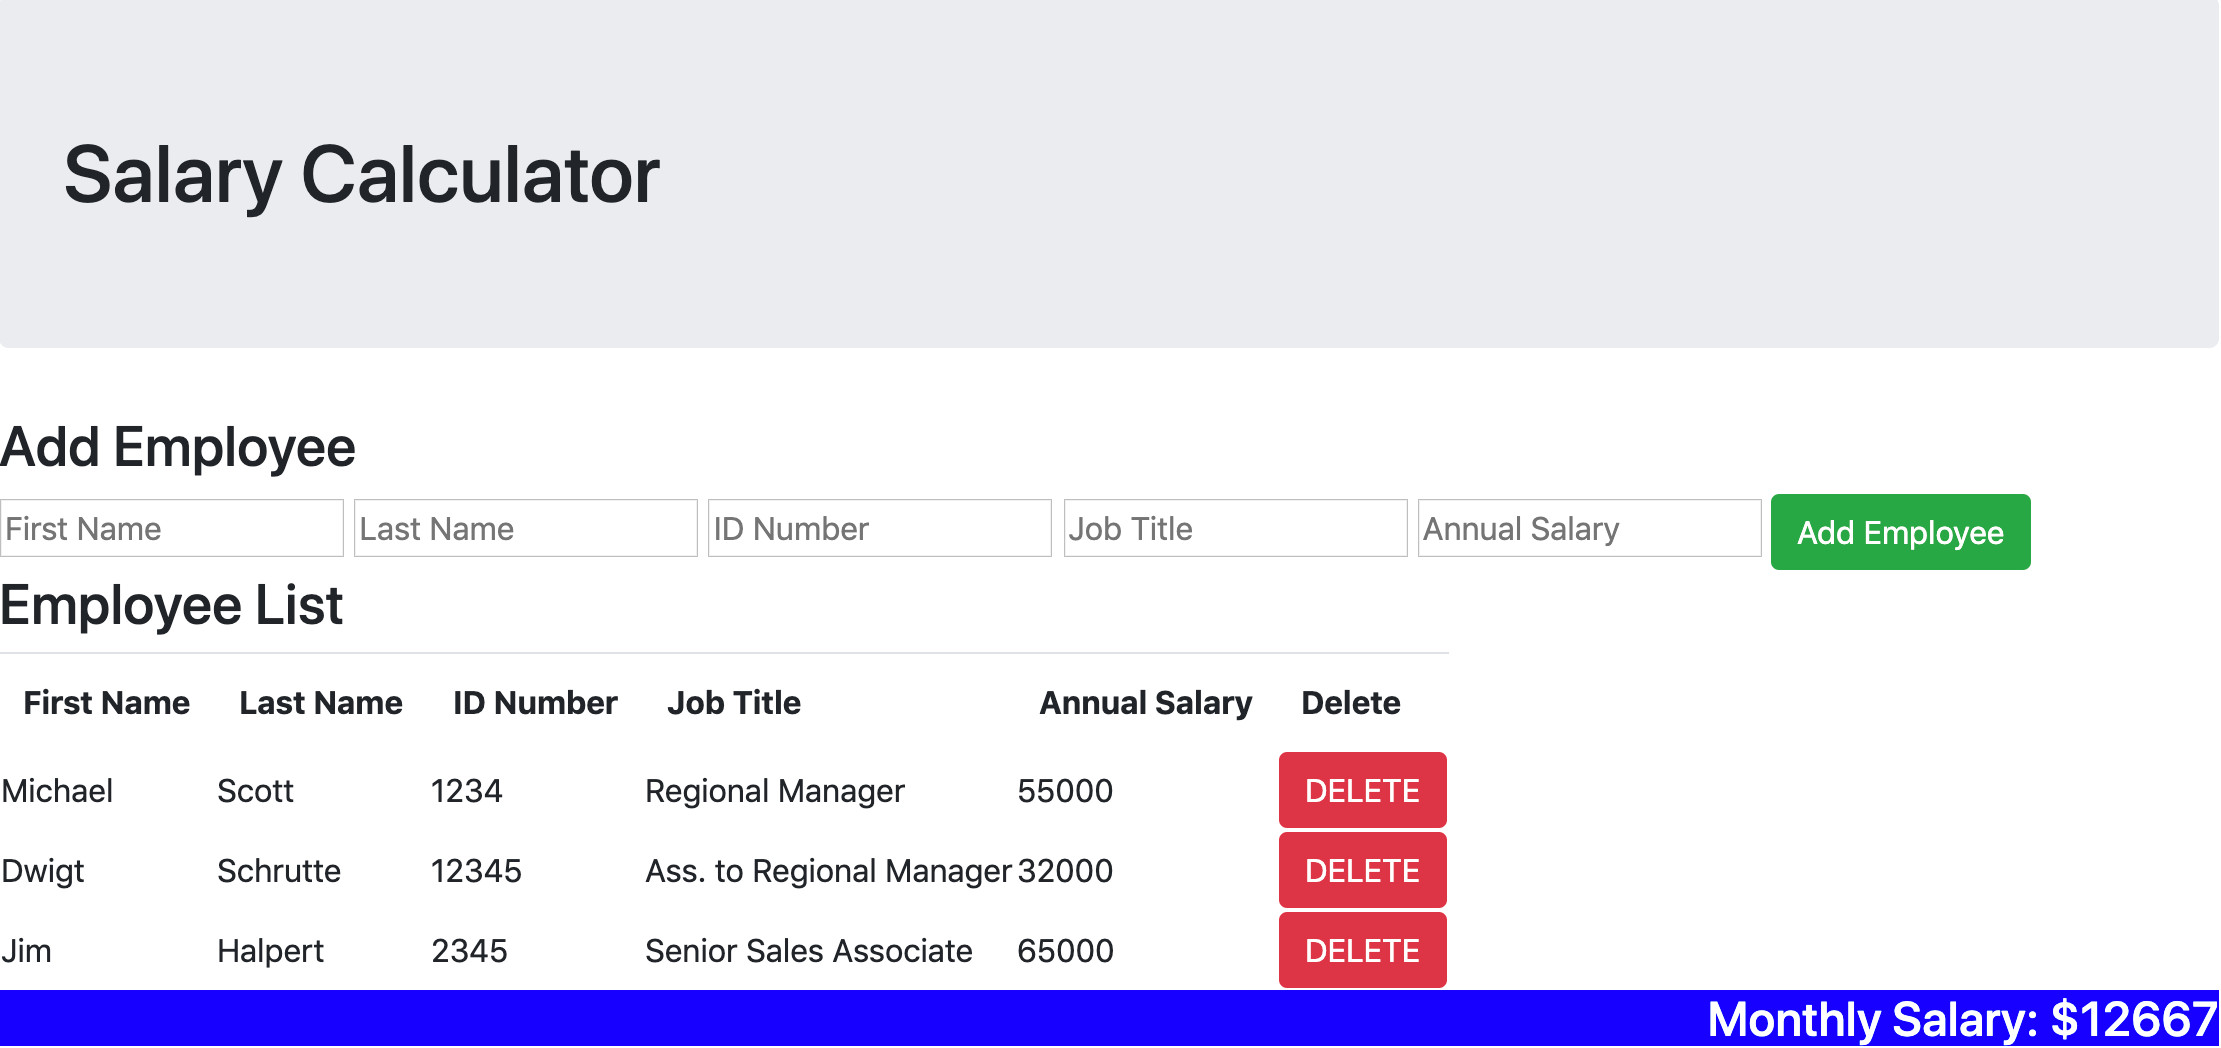 Salary Calculator
Add Employee
First Name Last Name ID Number Job Title Annual Salary Add Employee
Employee List
First Name Last Name ID Number Job Title Annual Salary Delete
Michael Scott 1234 Regional Manager 55000 DELETE
Dwigt Schrutte 12345 Ass. to Regional Manager 32000 DELETE
Jim Halpert 2345 Senior Sales Associate 65000 DELETE
Monthly Salary: $12667